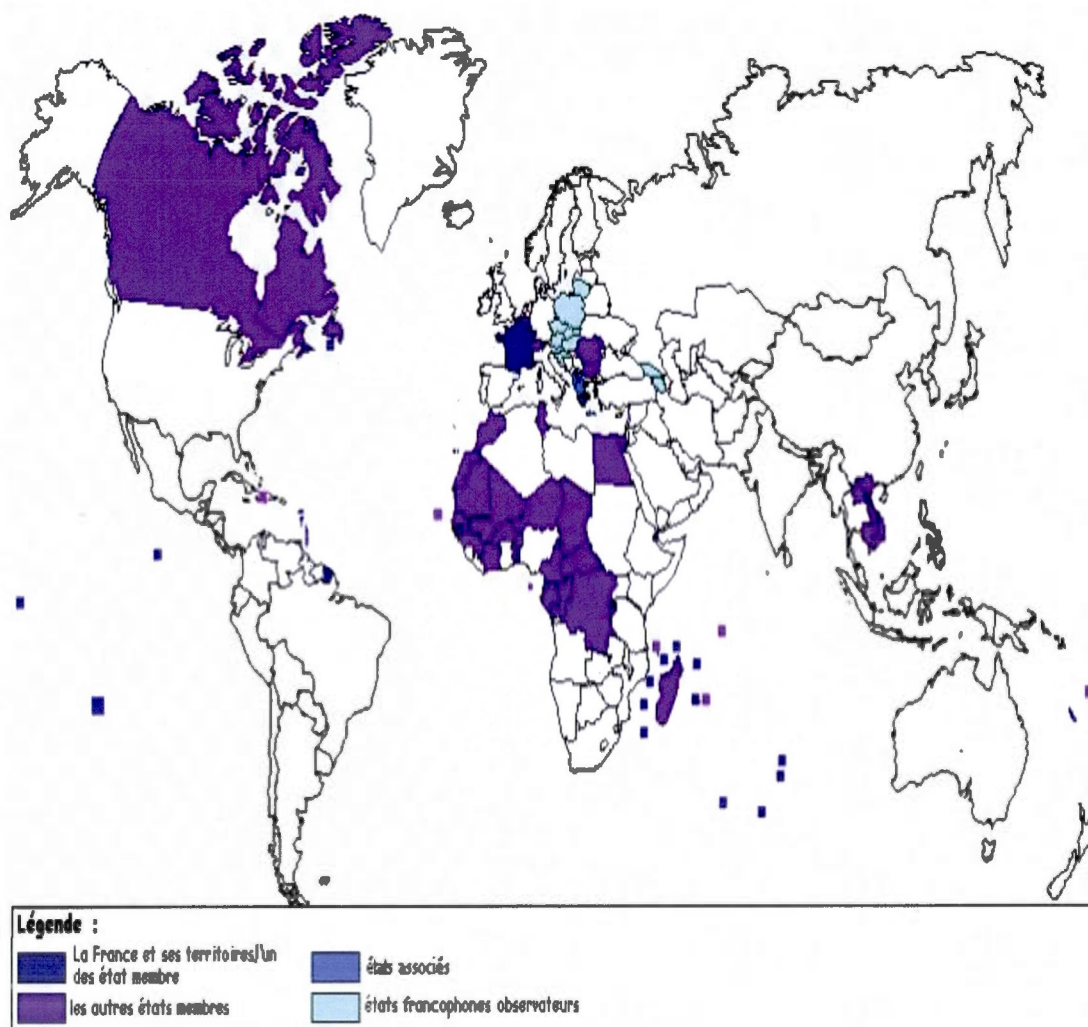 Légende :
La France et ses territoires/l'un
des état membre
les autres états membres
états associés
états francophones observateurs